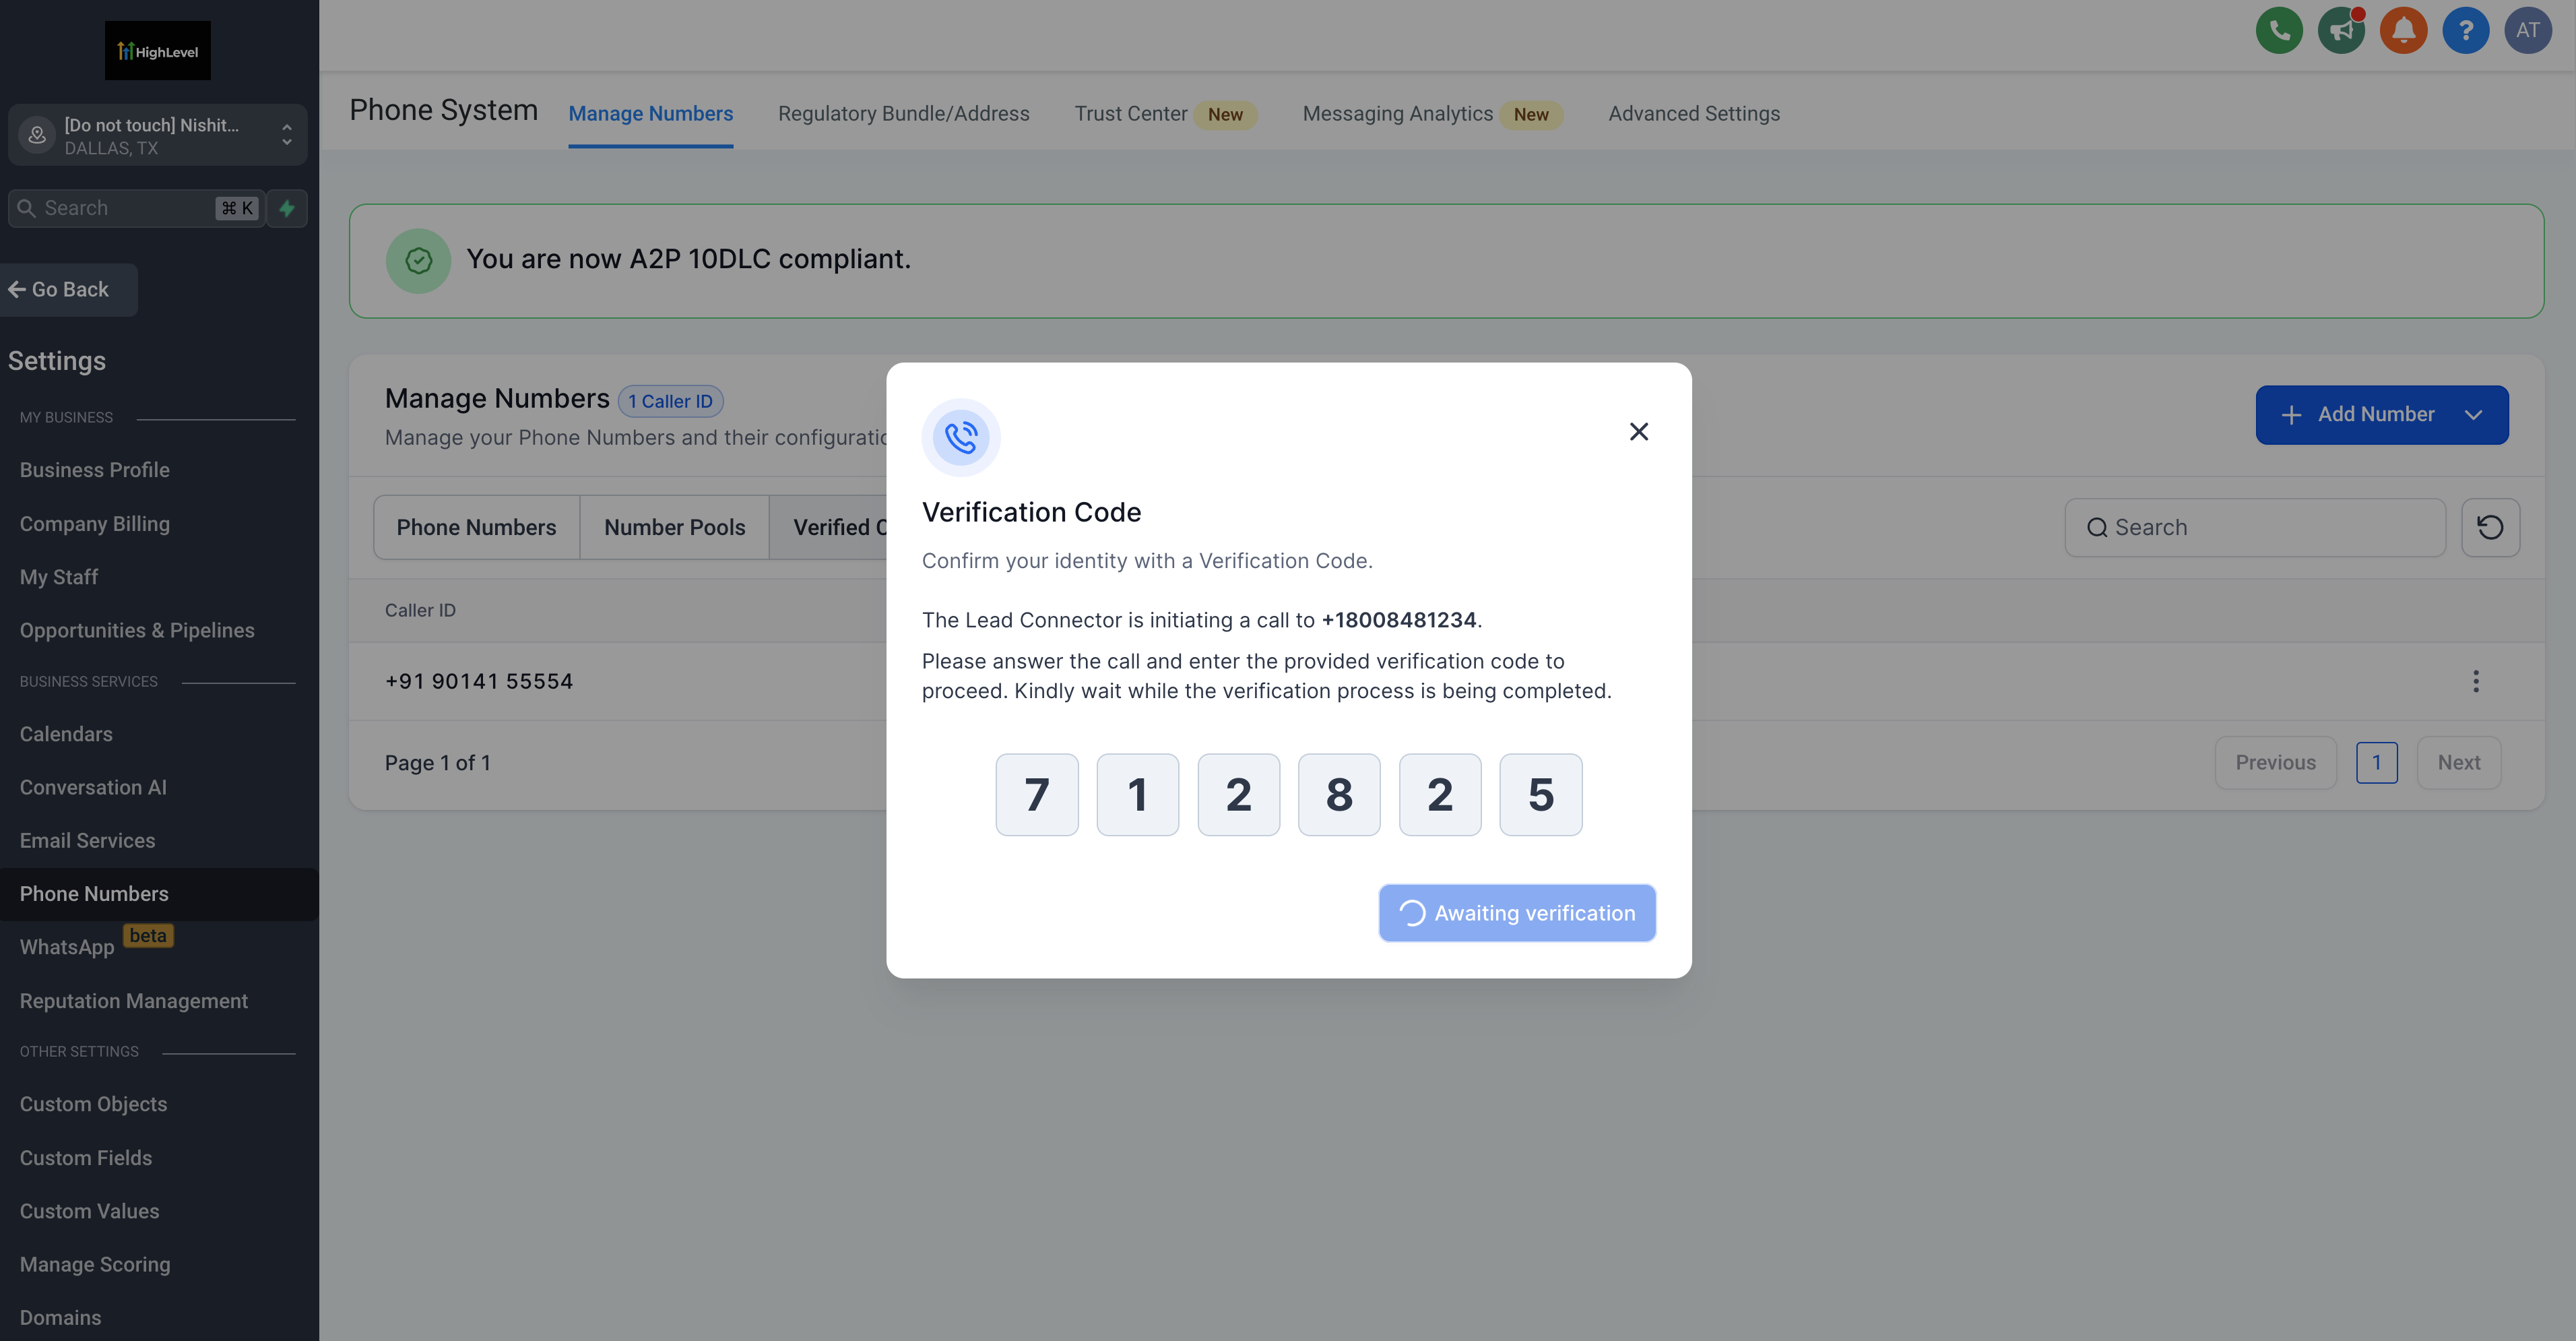 HighLevel
AT
[Do not touch] Nishit...
DALLAS, TX
Search
⌘ K
Go Back
Settings
MY BUSINESS
Business Profile
Company Billing
My Staff
Opportunities & Pipelines
BUSINESS SERVICES
Calendars
Conversation AI
Email Services
Phone Numbers
WhatsApp beta
Reputation Management
OTHER SETTINGS
Custom Objects
Custom Fields
Custom Values
Manage Scoring
Domains
Phone System
Manage Numbers
Regulatory Bundle/Address
Trust Center New
Messaging Analytics New
Advanced Settings
You are now A2P 10DLC compliant.
Manage Numbers 1 Caller ID
Manage your Phone Numbers and their configuratio
Add Number
Phone Numbers
Number Pools
Verified C
Search
Caller ID
+91 90141 55554
Page 1 of 1
Previous
1
Next
Verification Code
Confirm your identity with a Verification Code.
The Lead Connector is initiating a call to +18008481234.
Please answer the call and enter the provided verification code to
proceed. Kindly wait while the verification process is being completed.
7 1 2 8 2 5
Awaiting verification